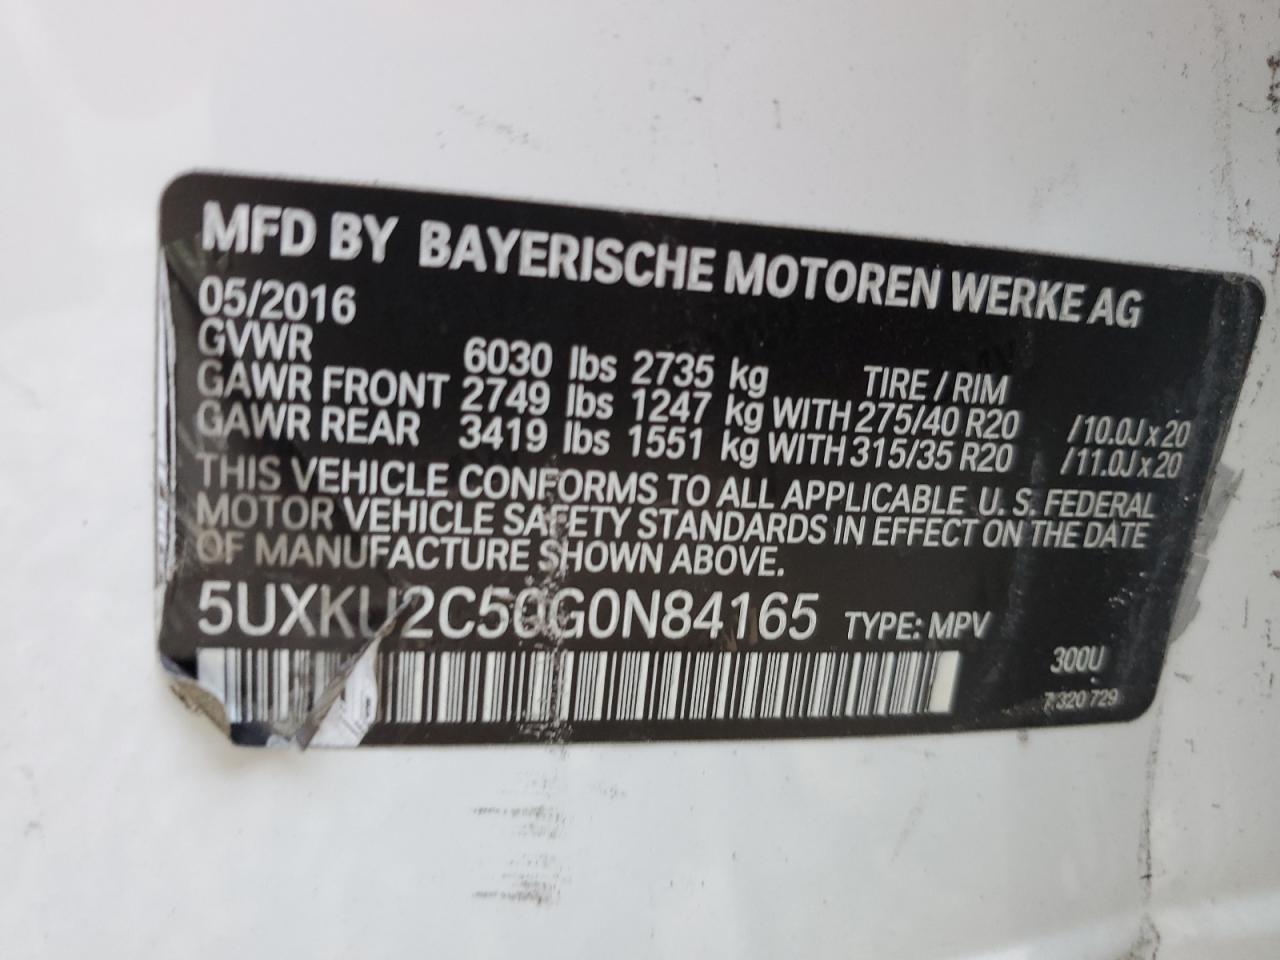 MFD BY BAYERISCHE MOTOREN WERKE AG
05/2016
GVWR 6030 lbs 2735 kg TIRE / RIM
GAWR FRONT 2749 lbs 1247 kg WITH 275/40 R20 /10.0J x 20
GAWR REAR 3419 lbs 1551 kg WITH 315/35 R20 /11.0J x 20
THIS VEHICLE CONFORMS TO ALL APPLICABLE U. S. FEDERAL
MOTOR VEHICLE SAFETY STANDARDS IN EFFECT ON THE DATE
OF MANUFACTURE SHOWN ABOVE.
5UXKU2C50G0N84165 TYPE: MPV
300U
7 320 729